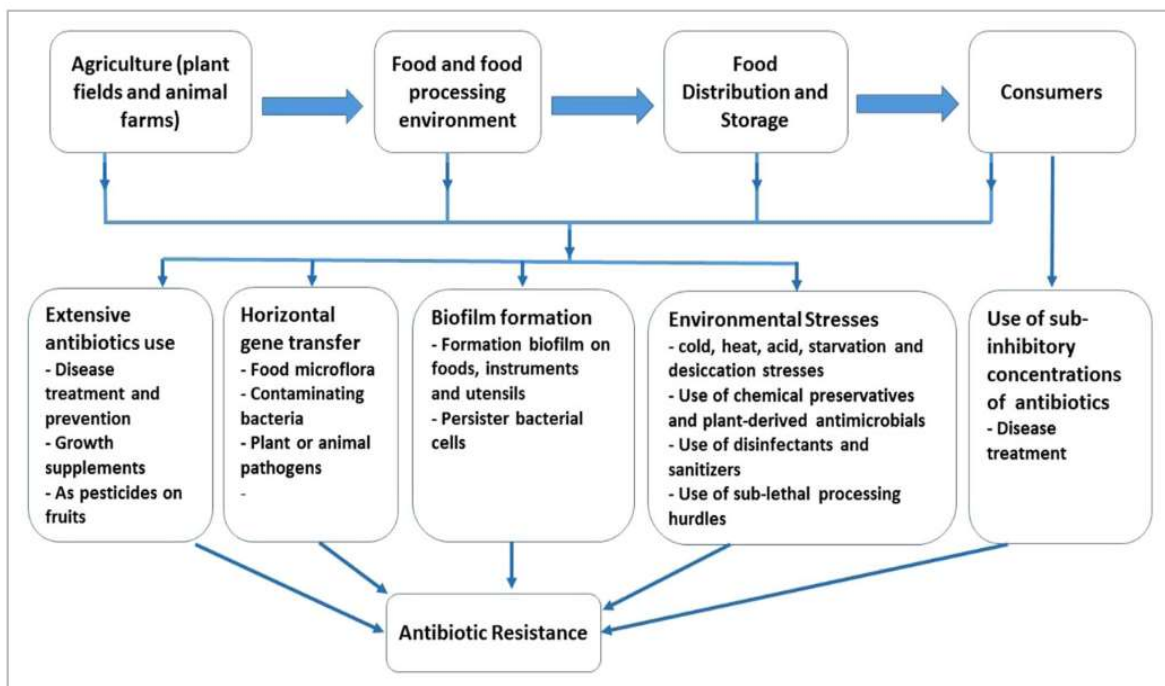 Agriculture (plant
fields and animal
farms)
Food and food
processing
environment
Food
Distribution and
Storage
Consumers
Extensive
antibiotics use
- Disease
treatment and
prevention
- Growth
supplements
- As pesticides on
fruits
Horizontal
gene transfer
- Food microflora
- Contaminating
bacteria
- Plant or animal
pathogens
-
Biofilm formation
- Formation biofilm on
foods, instruments
and utensils
- Persister bacterial
cells
Environmental Stresses
- cold, heat, acid, starvation and
desiccation stresses
- Use of chemical preservatives
and plant-derived antimicrobials
- Use of disinfectants and
sanitizers
- Use of sub-lethal processing
hurdles
Use of sub-
inhibitory
concentrations
of antibiotics
- Disease
treatment
Antibiotic Resistance